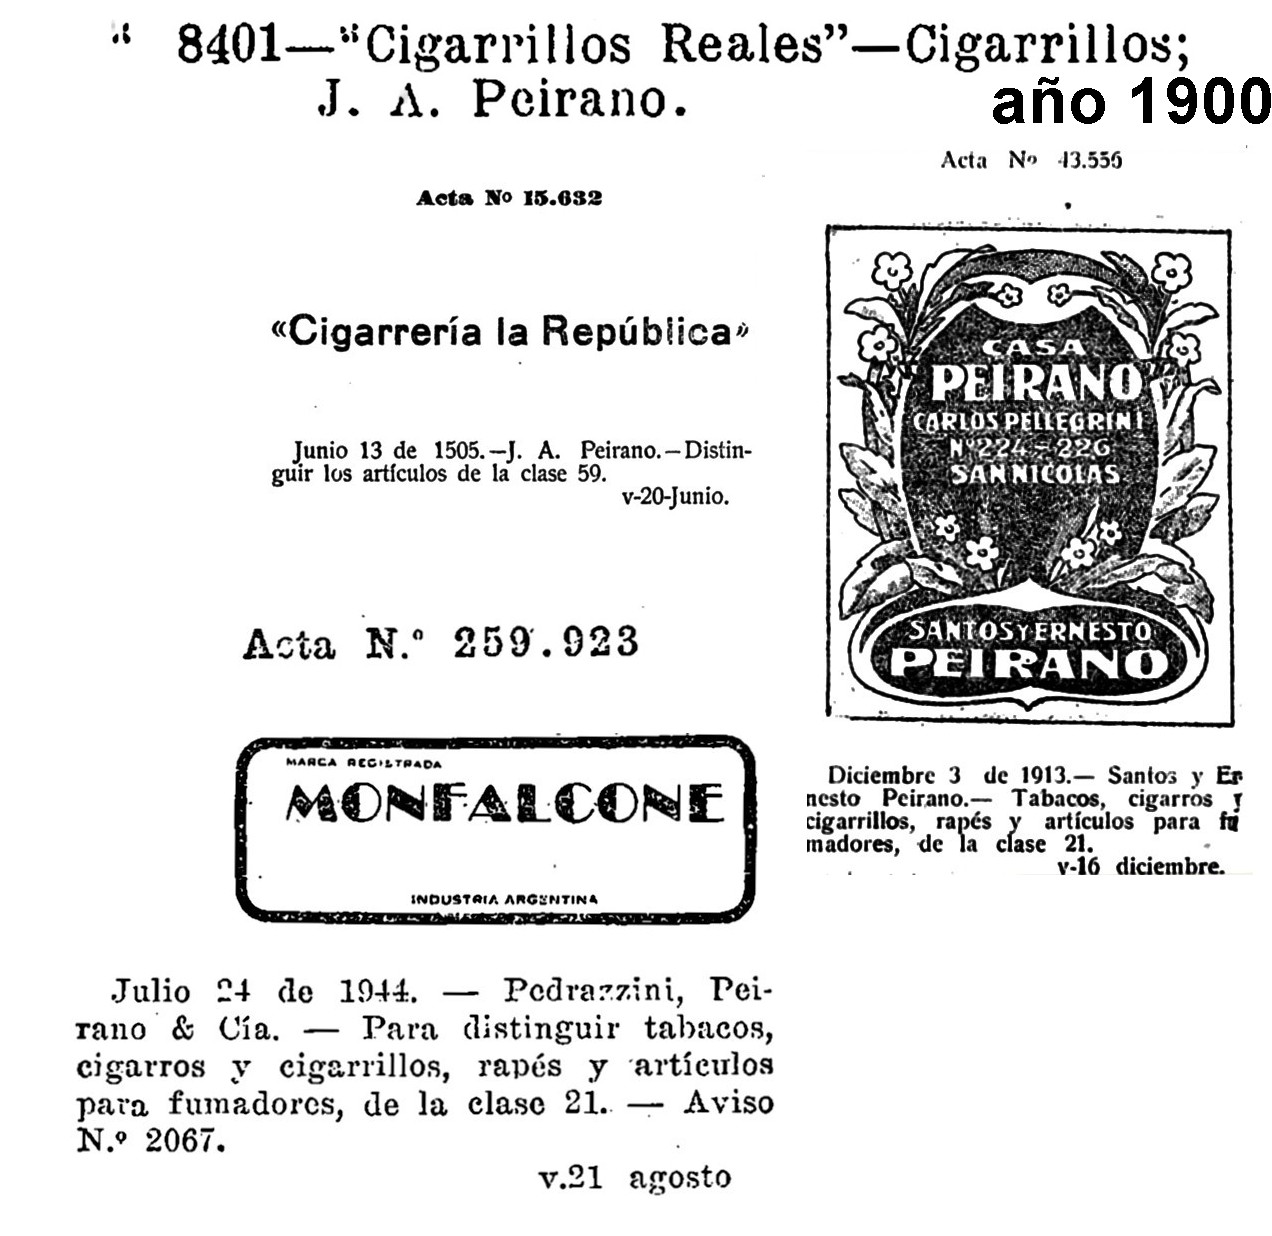 “ 8401—“Cigarrillos Reales”—Cigarrillos;
J. A. Peirano.
año 1900
Acta Nº 15.632
«Cigarrería la República»
Junio 13 de 1505.—J. A. Peirano.—Distin-
guir los artículos de la clase 59.
v-20-Junio.
Acta N.º 259.923
MARCA REGISTRADA
MONFALCONE
INDUSTRIA ARGENTINA
Julio 24 de 1944. — Pedrazzini, Pei-
rano & Cía. — Para distinguir tabacos,
cigarros y cigarrillos, rapés y artículos
para fumadores, de la clase 21. — Aviso
N.º 2067.
v.21 agosto
Acta Nº 43.556
CASA
PEIRANO
CARLOS PELLEGRINI
Nº 224-226
SAN NICOLAS
SANTOS Y ERNESTO
PEIRANO
Diciembre 3 de 1913.— Santos y Er
nesto Peirano.— Tabacos, cigarros y
cigarrillos, rapés y artículos para fu
madores, de la clase 21.
v-16 diciembre.